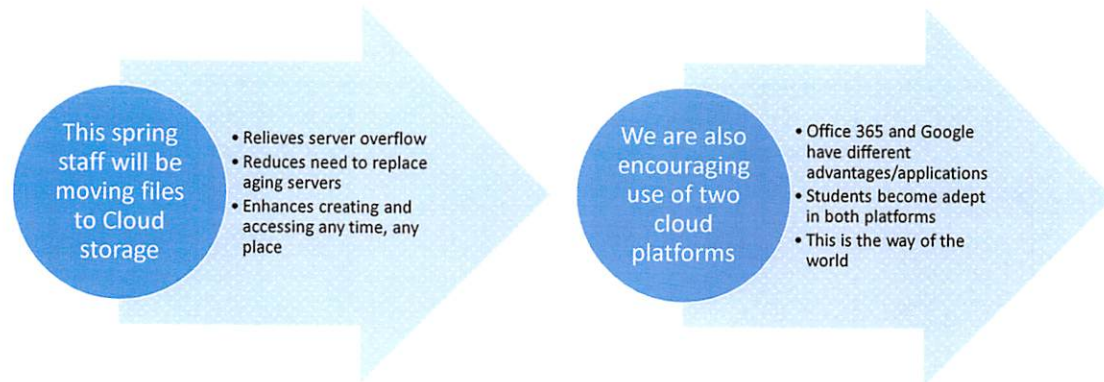 This spring
staff will be
moving files
to Cloud
storage
• Relieves server overflow
• Reduces need to replace
aging servers
• Enhances creating and
accessing any time, any
place
We are also
encouraging
use of two
cloud
platforms
• Office 365 and Google
have different
advantages/applications
• Students become adept
in both platforms
• This is the way of the
world